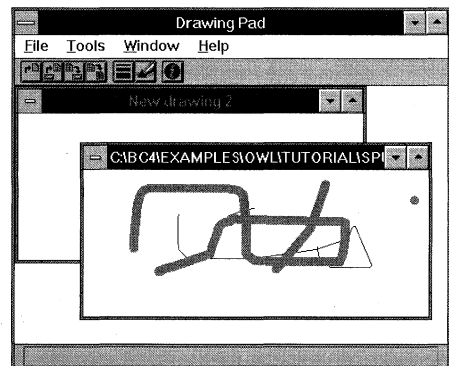 Drawing Pad
File Tools Window Help
New drawing 2
C:\BC4\EXAMPLES\OWL\TUTORIAL\SP